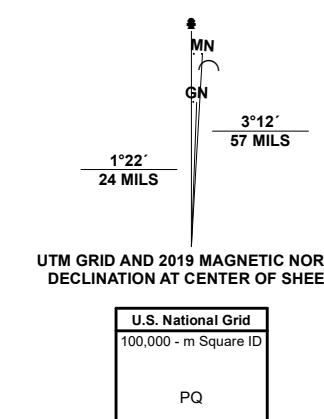 MN
GN
3°12´
57 MILS
1°22´
24 MILS
UTM GRID AND 2019 MAGNETIC NOR
DECLINATION AT CENTER OF SHEE
U.S. National Grid
100,000 - m Square ID
PQ